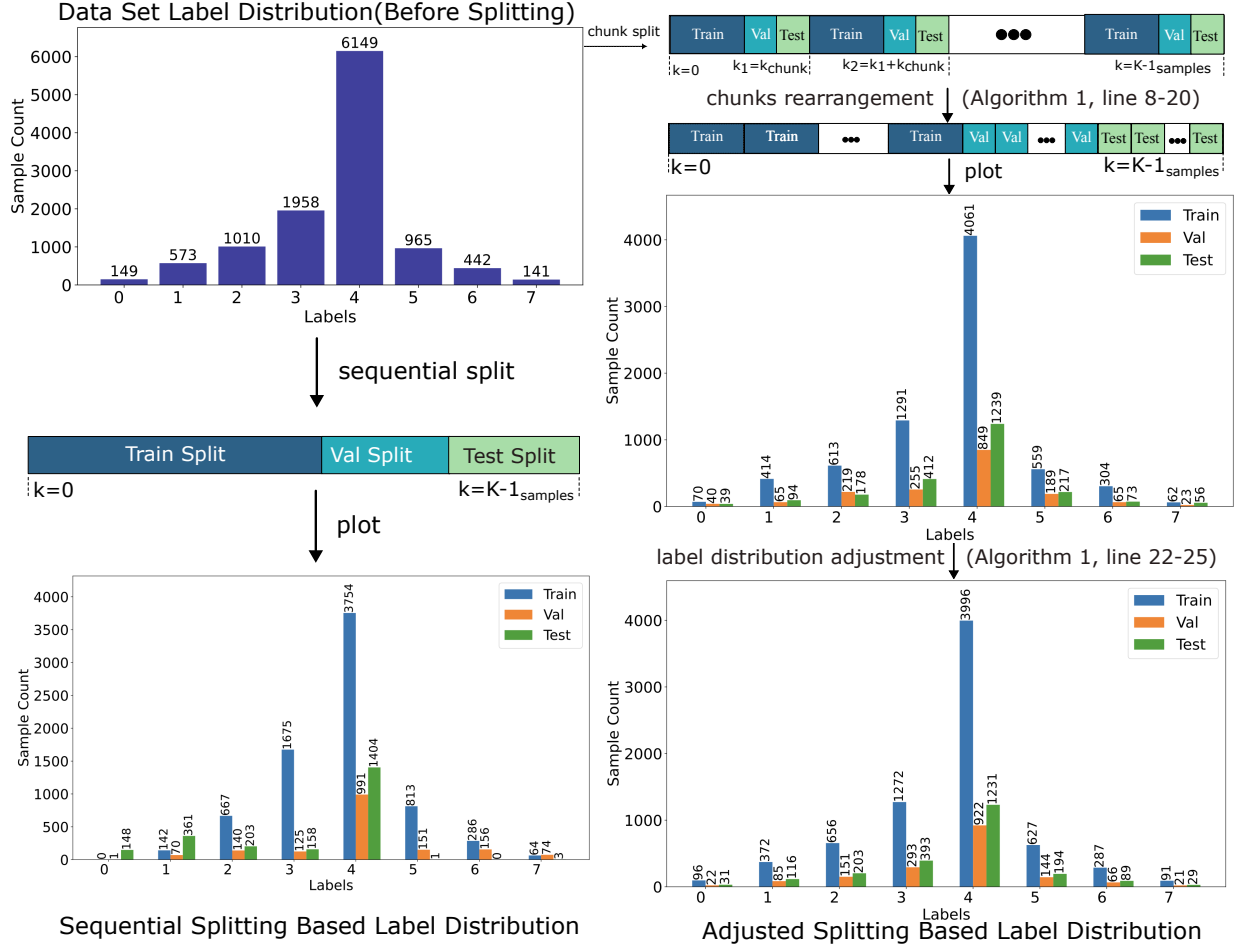 Data Set Label Distribution(Before Splitting)
6000
5000
4000
3000
2000
1000
0
Sample Count
149
573
1010
1958
6149
965
442
141
0 1 2 3 4 5 6 7
Labels
sequential split
Train Split Val Split Test Split
k=0 k=K-1samples
plot
4000
3500
3000
2500
2000
1500
1000
500
0
Sample Count
Train
Val
Test
0 1 148
142 70 361
667 140 203
1675 125 158
3754 991 1404
813 151 1
286 156 0
64 74 3
0 1 2 3 4 5 6 7
Labels
Sequential Splitting Based Label Distribution
chunk split
Train Val Test Train Val Test Train Val Test
k=0 k1=kchunk k2=k1+kchunk k=K-1samples
chunks rearrangement (Algorithm 1, line 8-20)
Train Train Train Val Val Val Test Test Test
k=0 k=K-1samples
plot
4000
3000
2000
1000
0
Sample Count
Train
Val
Test
70 40 39
414 65 94
613 219 178
1291 255 412
4061 849 1239
559 189 217
304 65 73
62 23 56
0 1 2 3 4 5 6 7
Labels
label distribution adjustment (Algorithm 1, line 22-25)
4000
3000
2000
1000
0
Sample Count
Train
Val
Test
96 22 31
372 85 116
656 151 203
1272 293 393
3996 922 1231
627 144 194
287 66 89
91 21 29
0 1 2 3 4 5 6 7
Labels
Adjusted Splitting Based Label Distribution